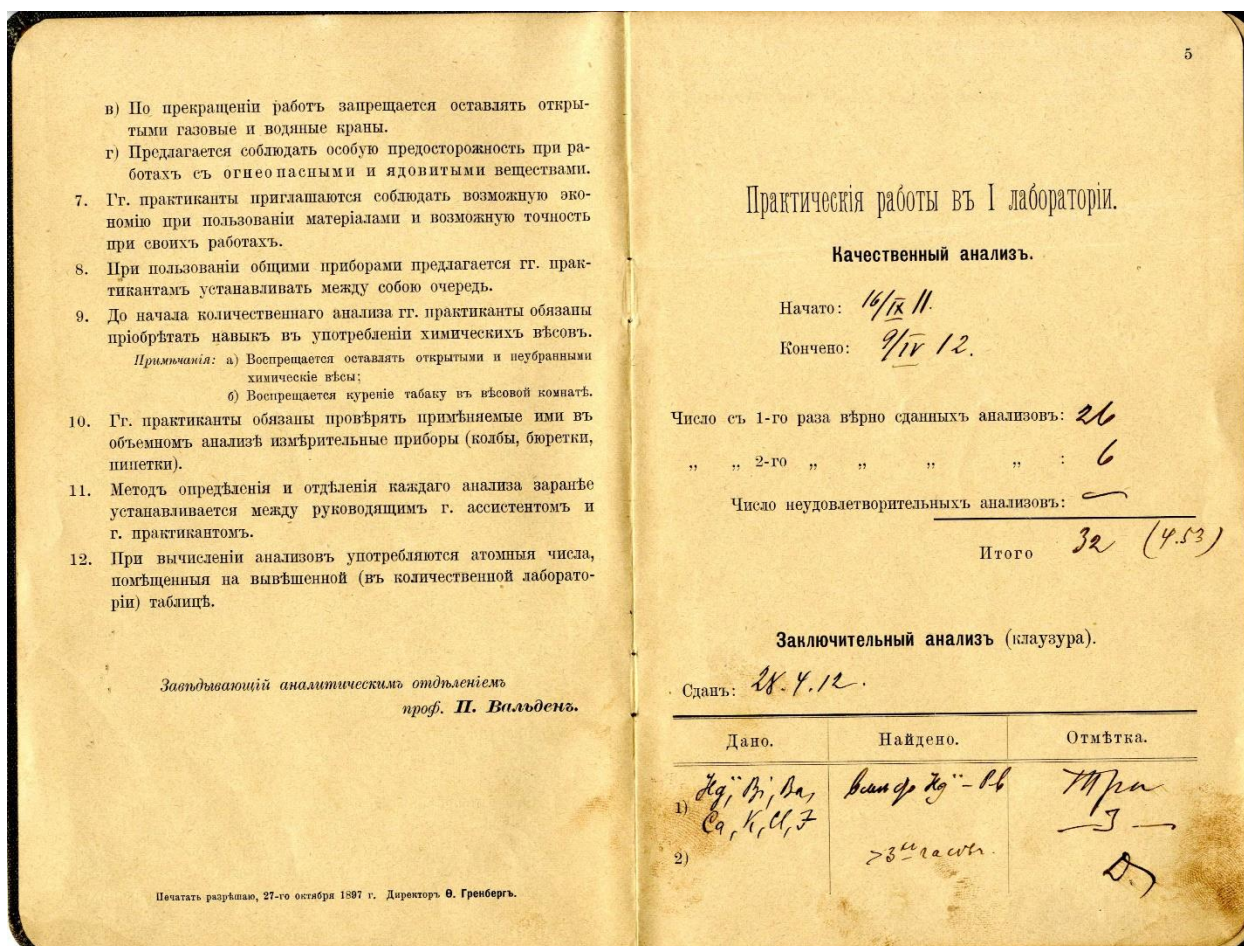 в) По прекращеніи работъ запрещается оставлять откры-
тыми газовые и водяные краны.
г) Предлагается соблюдать особую предосторожность при ра-
ботахъ съ огнеопасными и ядовитыми веществами.
7. Гг. практиканты приглашаются соблюдать возможную эко-
номію при пользованіи матеріалами и возможную точность
при своихъ работахъ.
8. При пользованіи общими приборами предлагается гг. прак-
тикантамъ устанавливать между собою очередь.
9. До начала количественнаго анализа гг. практиканты обязаны
пріобрѣтать навыкъ въ употребленіи химическихъ вѣсовъ.
Примѣчанія: а) Воспрещается оставлять открытыми и неубранными
химическіе вѣсы;
б) Воспрещается куреніе табаку въ вѣсовой комнатѣ.
10. Гг. практиканты обязаны провѣрять примѣняемые ими въ
объемномъ анализѣ измѣрительные приборы (колбы, бюретки,
пипетки).
11. Методъ опредѣленія и отдѣленія каждаго анализа заранѣе
устанавливается между руководящимъ г. ассистентомъ и
г. практикантомъ.
12. При вычисленіи анализовъ употребляются атомныя числа,
помѣщенныя на вывѣшенной (въ количественной лаборато-
ріи) таблицѣ.
Завѣдывающій аналитическимъ отдѣленіемъ
проф. П. Вальденъ.
Печатать разрѣшаю, 27-го октября 1897 г. Директоръ Ѳ. Гренбергъ.
5
Практическія работы въ I лабораторіи.
Качественный анализъ.
Начато: 16/IX 11.
Кончено: 9/IV 12.
Число съ 1-го раза вѣрно сданныхъ анализовъ: 26
„ „ 2-го „ „ „ „ : 6
Число неудовлетворительныхъ анализовъ: —
Итого 32 (4.53)
Заключительный анализъ (клаузура).
Сданъ: 28.4.12.
Дано. Найдено. Отмѣтка.
1) Hg¨, Bi, Ba, Hg¨ – Pb Три
Ca, K, Cl, J 3
2) >3 часовъ